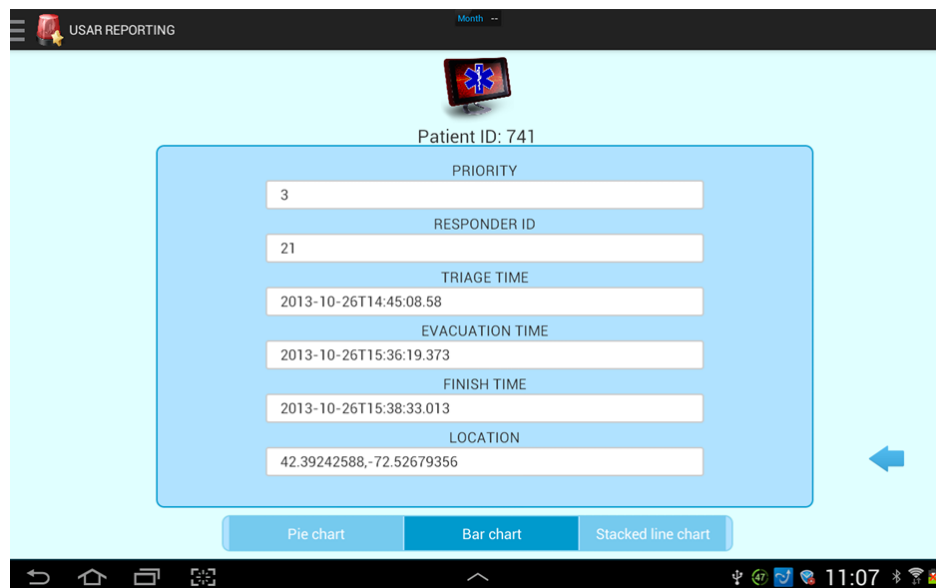 Month --
USAR REPORTING
Patient ID: 741
PRIORITY
3
RESPONDER ID
21
TRIAGE TIME
2013-10-26T14:45:08.58
EVACUATION TIME
2013-10-26T15:36:19.373
FINISH TIME
2013-10-26T15:38:33.013
LOCATION
42.39242588,-72.52679356
Pie chart
Bar chart
Stacked line chart
47
11:07